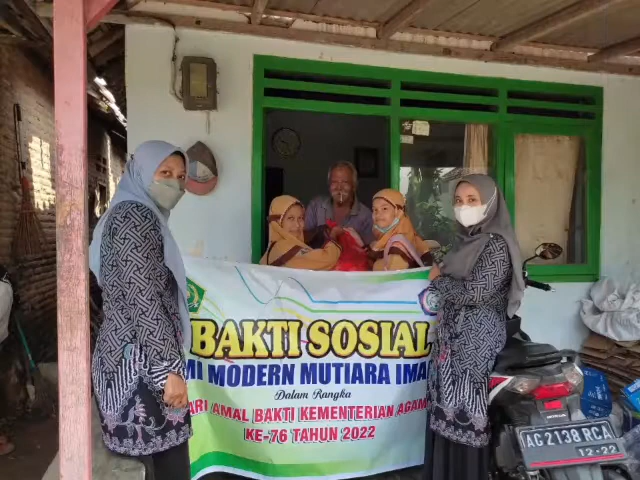 BAKTI SOSIAL
MI MODERN MUTIARA IMA
Dalam Rangka
ARI AMAL BAKTI KEMENTERIAN AGAM
KE-76 TAHUN 2022
AG 2138 RCA
12-22